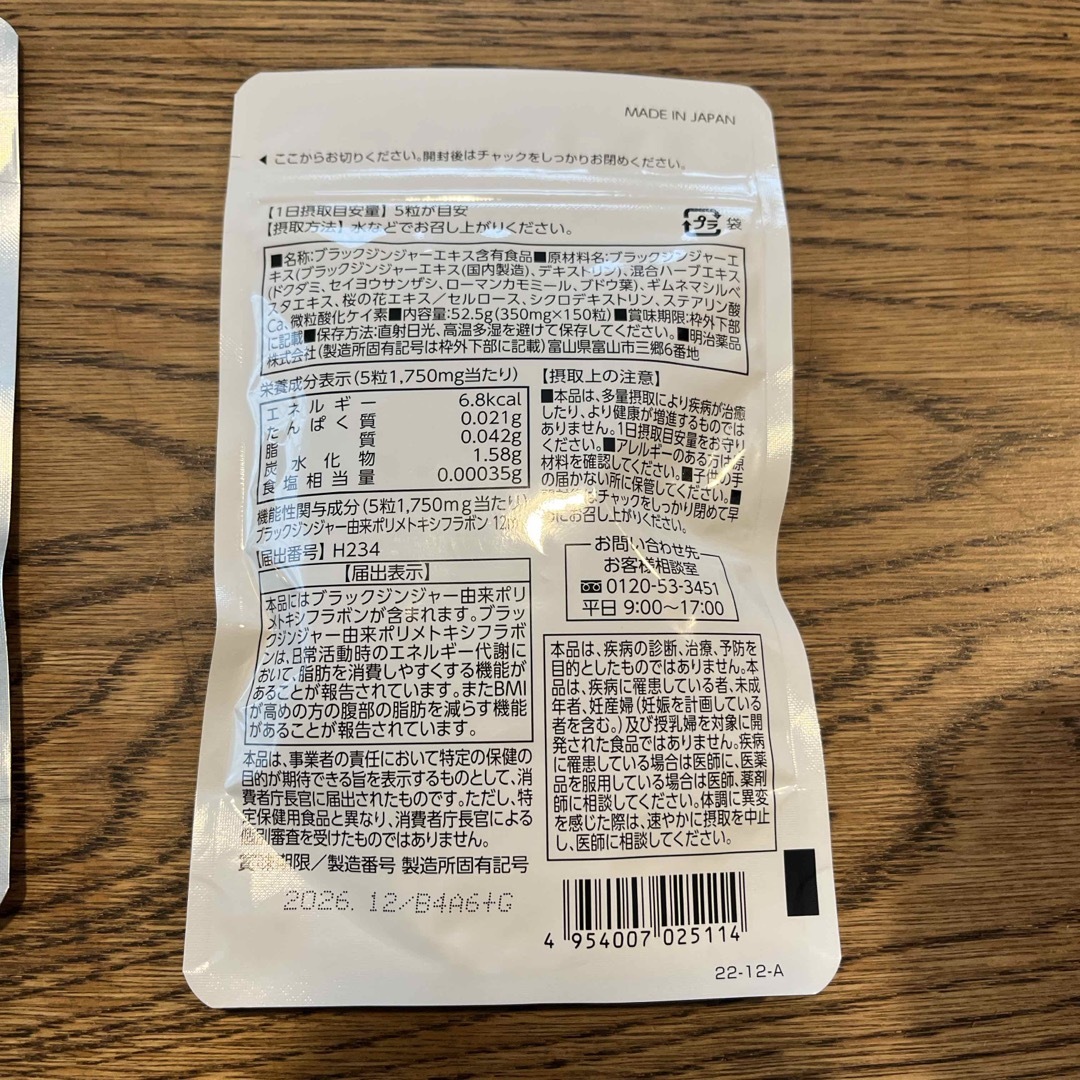 MADE IN JAPAN
◀ ここからお切りください。開封後はチャックをしっかりお閉めください。
【1日摂取目安量】5粒が目安
【摂取方法】水などでお召し上がりください。
プラ 袋
■名称:ブラックジンジャーエキス含有食品■原材料名:ブラックジンジャーエ
キス(ブラックジンジャーエキス(国内製造)、デキストリン)、混合ハーブエキス
(ドクダミ、セイヨウサンザシ、ローマンカモミール、ブドウ葉)、ギムネマシルベ
スタエキス、桜の花エキス/セルロース、シクロデキストリン、ステアリン酸
Ca、微粒酸化ケイ素■内容量:52.5g(350mg×150粒)■賞味期限:枠外下部
に記載■保存方法:直射日光、高温多湿を避けて保存してください。■明治薬品
株式会社(製造所固有記号は枠外下部に記載)富山県富山市三郷6番地
栄養成分表示(5粒1,750mg当たり)
エネルギー 6.8kcal
たんぱく質 0.021g
脂質 0.042g
炭水化物 1.58g
食塩相当量 0.00035g
機能性関与成分(5粒1,750mg当たり)
ブラックジンジャー由来ポリメトキシフラボン 12m
【届出番号】H234
【届出表示】
本品にはブラックジンジャー由来ポリ
メトキシフラボンが含まれます。ブラッ
クジンジャー由来ポリメトキシフラボ
ンは、日常活動時のエネルギー代謝に
おいて、脂肪を消費しやすくする機能が
あることが報告されています。またBMI
が高めの方の腹部の脂肪を減らす機能
があることが報告されています。
本品は、事業者の責任において特定の保健の
目的が期待できる旨を表示するものとして、消
費者庁長官に届出されたものです。ただし、特
定保健用食品と異なり、消費者庁長官による
個別審査を受けたものではありません。
賞味期限/製造番号 製造所固有記号
2026.12/B4A6+G
【摂取上の注意】
■本品は、多量摂取により疾病が治癒
したり、より健康が増進するものでは
ありません。1日摂取目安量をお守り
ください。■アレルギーのある方は原
材料を確認してください。■子供の手
の届かない所に保管してください。■
はチャックをしっかり閉めて早
にお召し上がりください。
お問い合わせ先
お客様相談室
0120-53-3451
平日 9:00〜17:00
本品は、疾病の診断、治療、予防を
目的としたものではありません。本
品は、疾病に罹患している者、未成
年者、妊産婦(妊娠を計画している
者を含む。)及び授乳婦を対象に開
発された食品ではありません。疾病
に罹患している場合は医師に、医薬
品を服用している場合は医師、薬剤
師に相談してください。体調に異変
を感じた際は、速やかに摂取を中止
し、医師に相談してください。
4 954007 025114
22-12-A